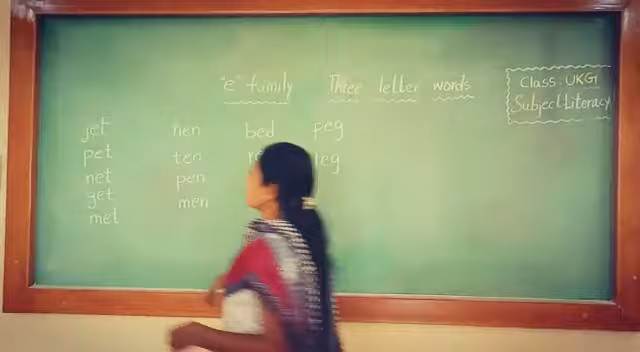 "e" family Three letter words
Class: UKG
Subject: Literacy
jet hen bed peg
pet ten leg
net pen
get men
met